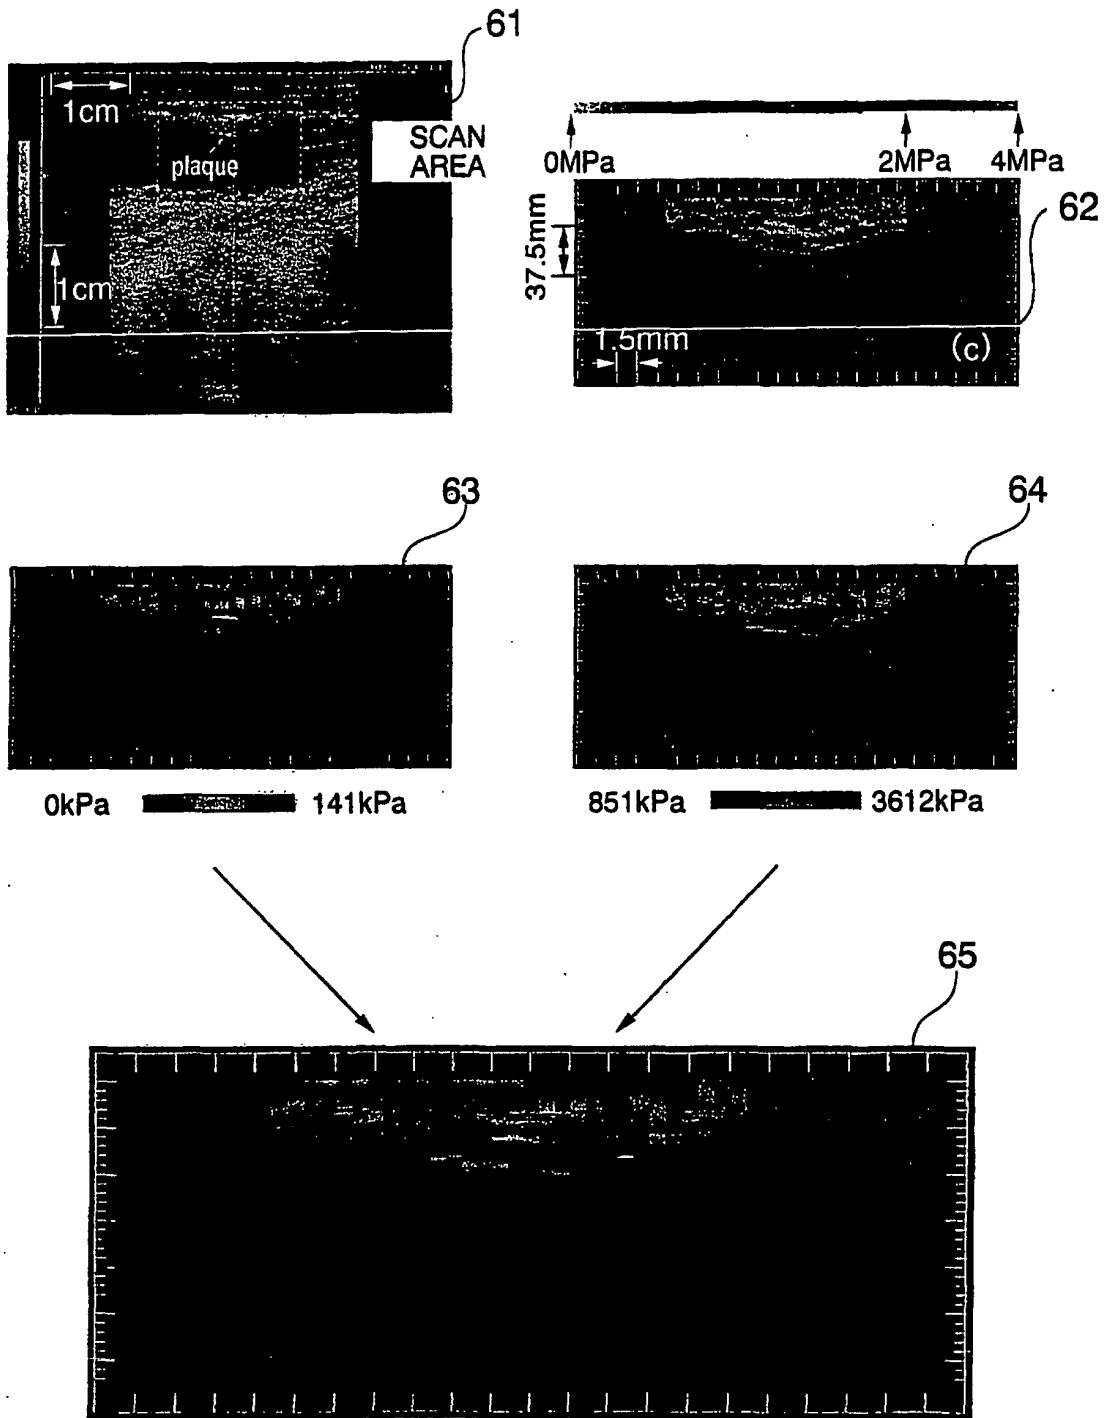 61
1cm
plaque
SCAN
AREA
1cm
0MPa 2MPa 4MPa
62
37.5mm
1.5mm
(c)
63
64
0kPa 141kPa
851kPa 3612kPa
65